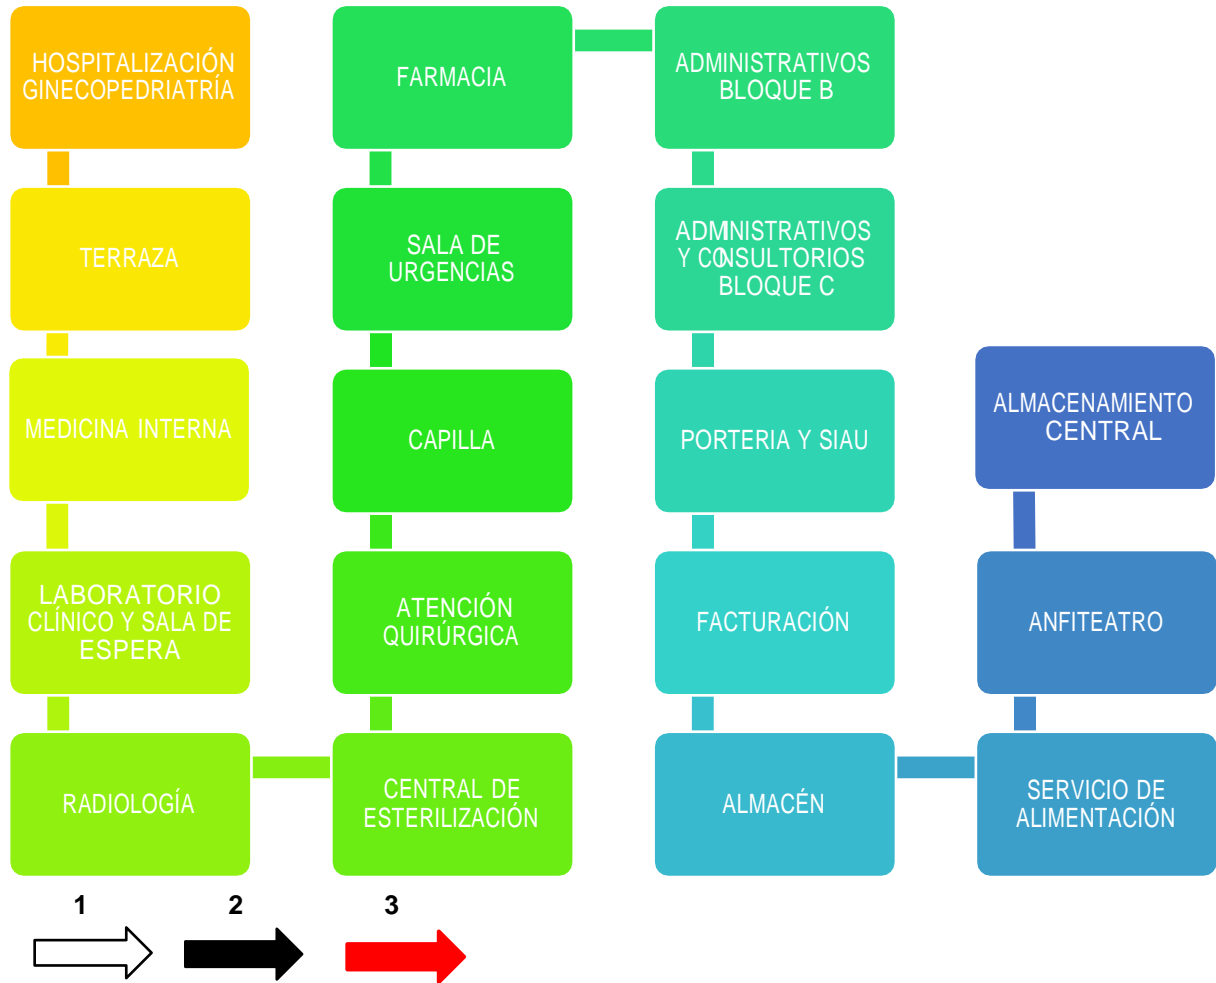 HOSPITALIZACIÓN
GINECOPEDRIATRÍA
TERRAZA
MEDICINA INTERNA
LABORATORIO
CLÍNICO Y SALA DE
ESPERA
RADIOLOGÍA
FARMACIA
SALA DE
URGENCIAS
CAPILLA
ATENCIÓN
QUIRÚRGICA
CENTRAL DE
ESTERILIZACIÓN
ADMINISTRATIVOS
BLOQUE B
ADMINISTRATIVOS
Y CONSULTORIOS
BLOQUE C
PORTERIA Y SIAU
FACTURACIÓN
ALMACÉN
ALMACENAMIENTO
CENTRAL
ANFITEATRO
SERVICIO DE
ALIMENTACIÓN
1 2 3